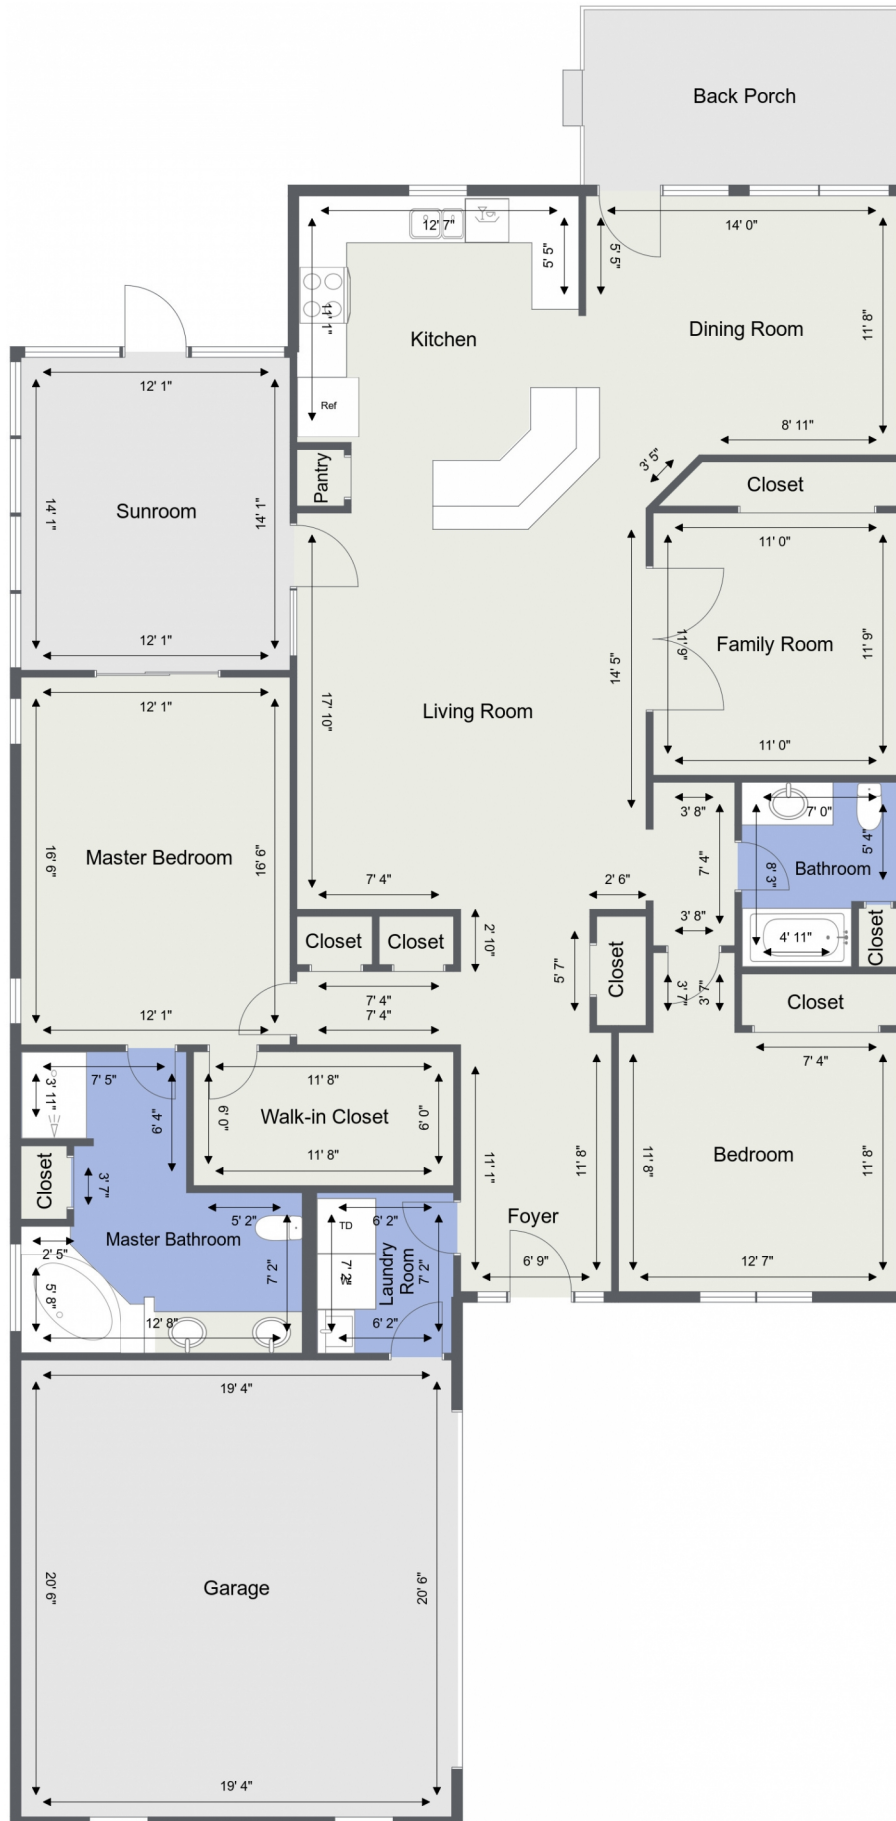 Back Porch
12' 7"
14' 0"
5' 5"
5' 5"
11' 1"
Kitchen
Dining Room
11' 8"
12' 1"
Ref
8' 11"
3' 5"
Pantry
Closet
Sunroom
14' 1"
14' 1"
11' 0"
12' 1"
11' 9"
Family Room
11' 9"
14' 5"
12' 1"
17' 10"
Living Room
11' 0"
3' 8"
7' 0"
5' 4"
Master Bedroom
16' 6"
16' 6"
7' 4"
8' 3"
Bathroom
7' 4"
2' 6"
3' 8"
2' 10"
Closet
Closet
4' 11"
Closet
5' 7"
Closet
7' 4"
7' 4"
3' 7"
3' 7"
Closet
12' 1"
7' 4"
7' 5"
3' 11"
11' 8"
6' 4"
6' 0"
Walk-in Closet
6' 0"
11' 8"
Closet
3' 7"
11' 1"
11' 8"
11' 8"
Bedroom
11' 8"
5' 2"
Foyer
6' 2"
TD
Master Bathroom
2' 5"
7' 2"
7' 2"
Laundry
Room
7' 2"
6' 9"
12' 7"
5' 8"
12' 8"
6' 2"
19' 4"
20' 6"
Garage
20' 6"
19' 4"